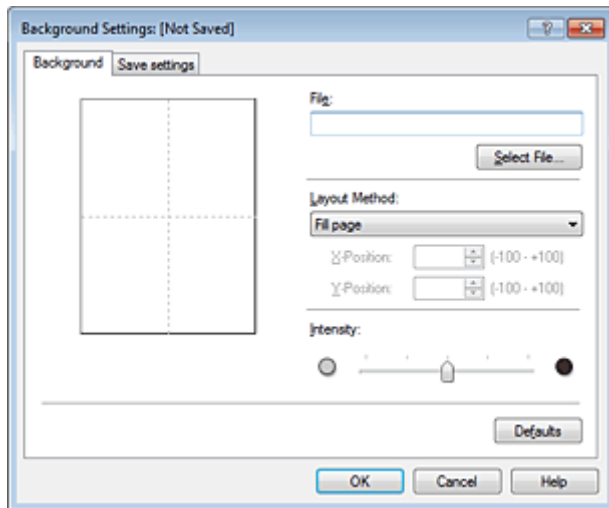 Background Settings: [Not Saved]
Background Save settings
File:
Select File...
Layout Method:
Fill page
X-Position: (-100 - +100)
Y-Position: (-100 - +100)
Intensity:
Defaults
OK Cancel Help